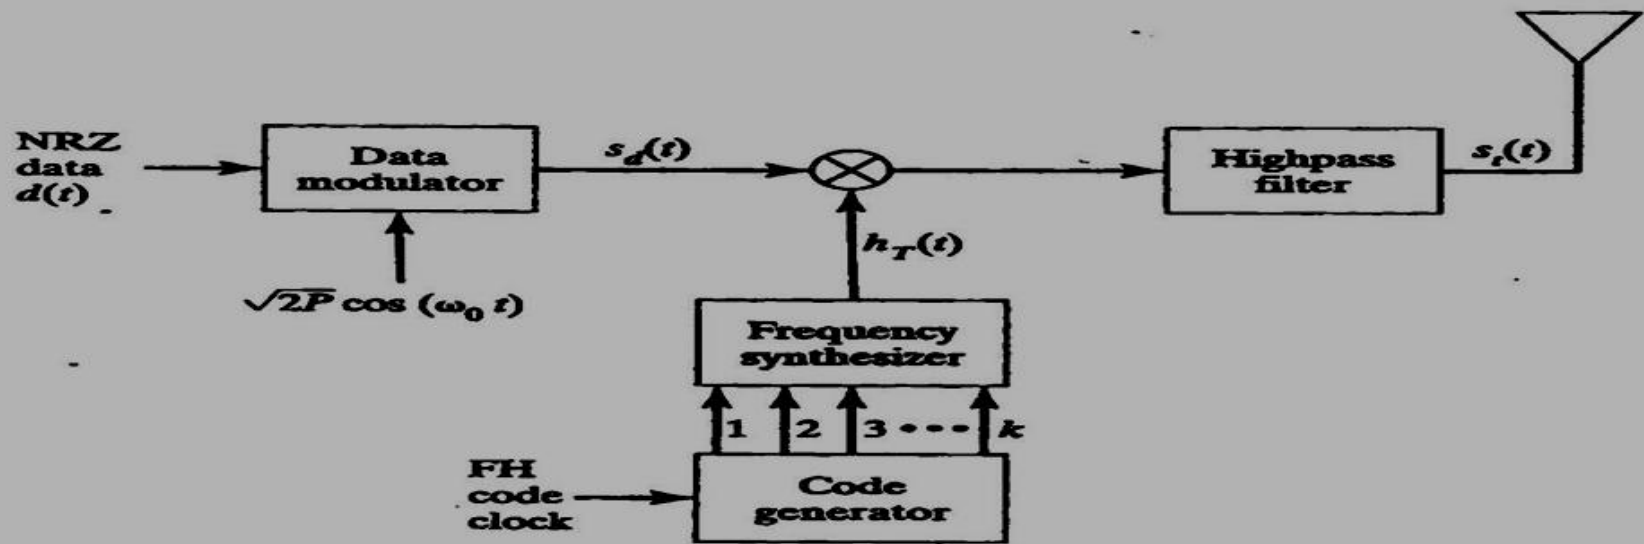 NRZ
data
d(t)
Data
modulator
√2P cos (ω₀ t)
s_d(t)
h_T(t)
Highpass
filter
s_t(t)
Frequency
synthesizer
1 2 3 • • • k
FH
code
clock
Code
generator